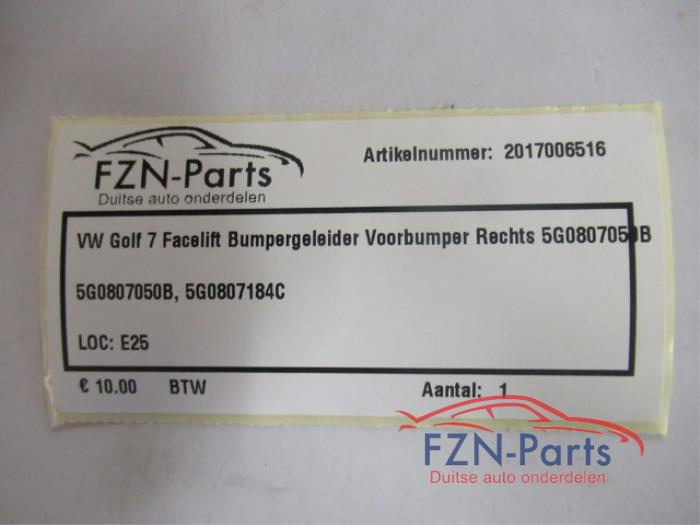 FZN-Parts
Duitse auto onderdelen
Artikelnummer: 2017006516
VW Golf 7 Facelift Bumpergeleider Voorbumper Rechts 5G0807050B
5G0807050B, 5G0807184C
LOC: E25
€ 10.00 BTW Aantal: 1
FZN-Parts
Duitse auto onderdelen